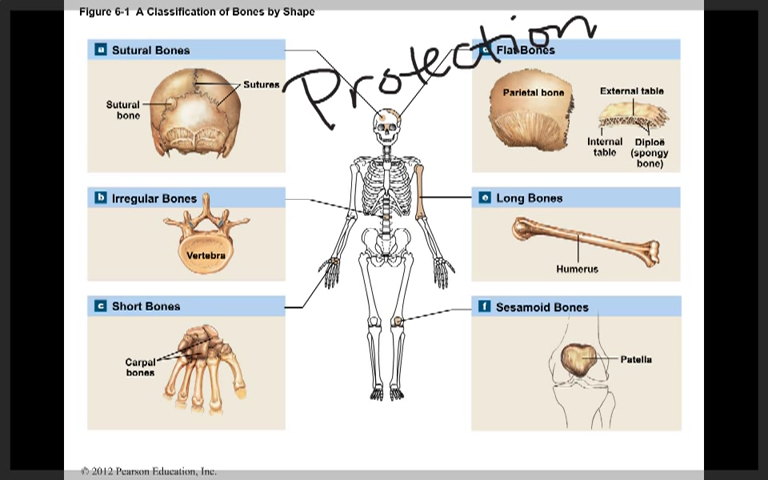 Figure 6-1 A Classification of Bones by Shape
Protection
a Sutural Bones
Sutures
Sutural
bone
b Irregular Bones
Vertebra
c Short Bones
Carpal
bones
Flat Bones
Parietal bone
External table
Internal
table
Diploë
(spongy
bone)
e Long Bones
Humerus
f Sesamoid Bones
Patella
© 2012 Pearson Education, Inc.